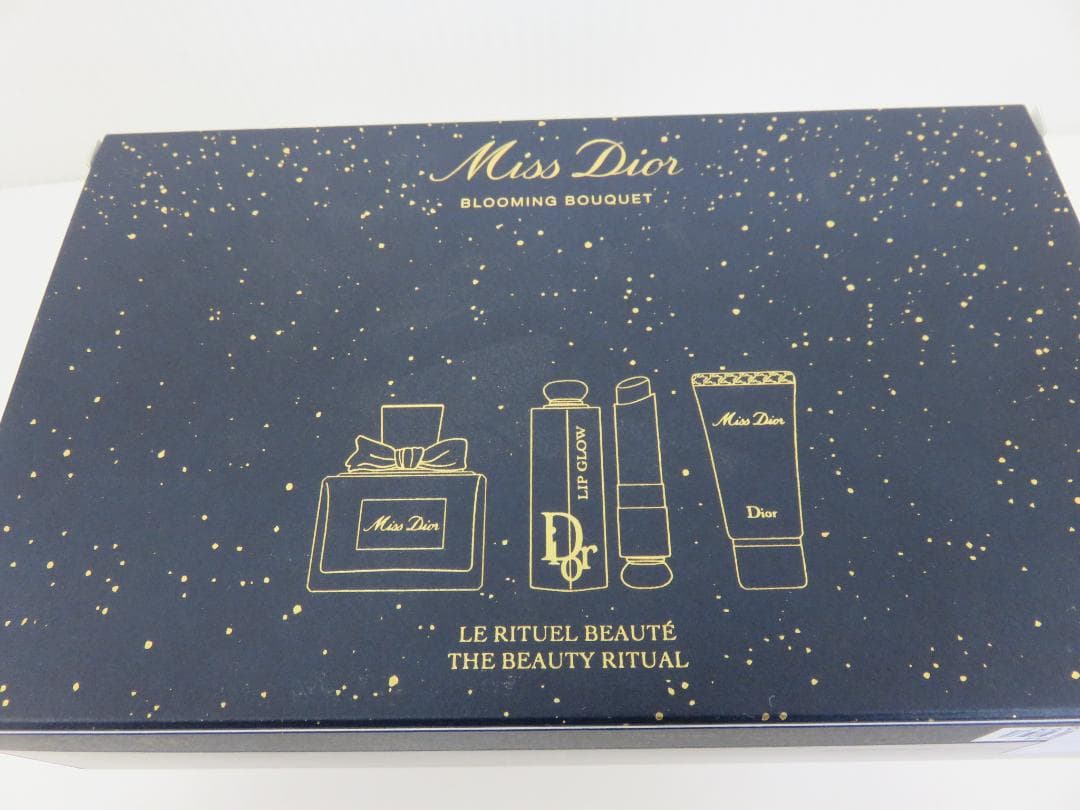 Miss Dior
BLOOMING BOUQUET
Miss Dior
LIP GLOW
Dior
Miss Dior
Dior
LE RITUEL BEAUTÉ
THE BEAUTY RITUAL